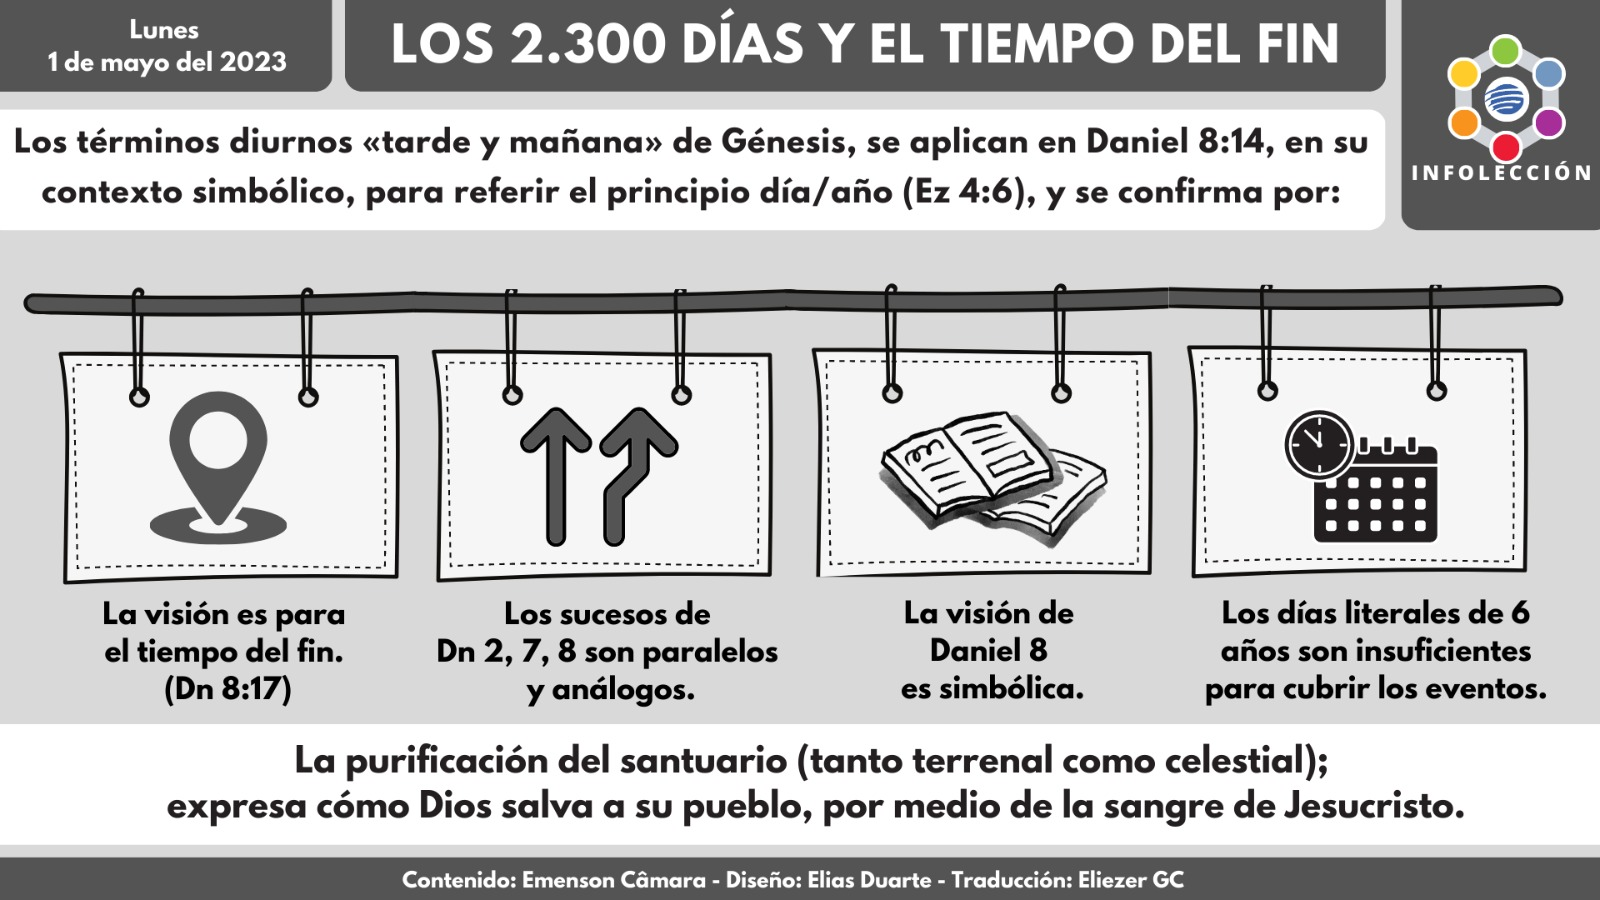 Lunes
1 de mayo del 2023
LOS 2.300 DÍAS Y EL TIEMPO DEL FIN
INFOLECCIÓN
Los términos diurnos «tarde y mañana» de Génesis, se aplican en Daniel 8:14, en su
contexto simbólico, para referir el principio día/año (Ez 4:6), y se confirma por:
La visión es para
el tiempo del fin.
(Dn 8:17)
Los sucesos de
Dn 2, 7, 8 son paralelos
y análogos.
La visión de
Daniel 8
es simbólica.
Los días literales de 6
años son insuficientes
para cubrir los eventos.
La purificación del santuario (tanto terrenal como celestial);
expresa cómo Dios salva a su pueblo, por medio de la sangre de Jesucristo.
Contenido: Emenson Câmara - Diseño: Elias Duarte - Traducción: Eliezer GC